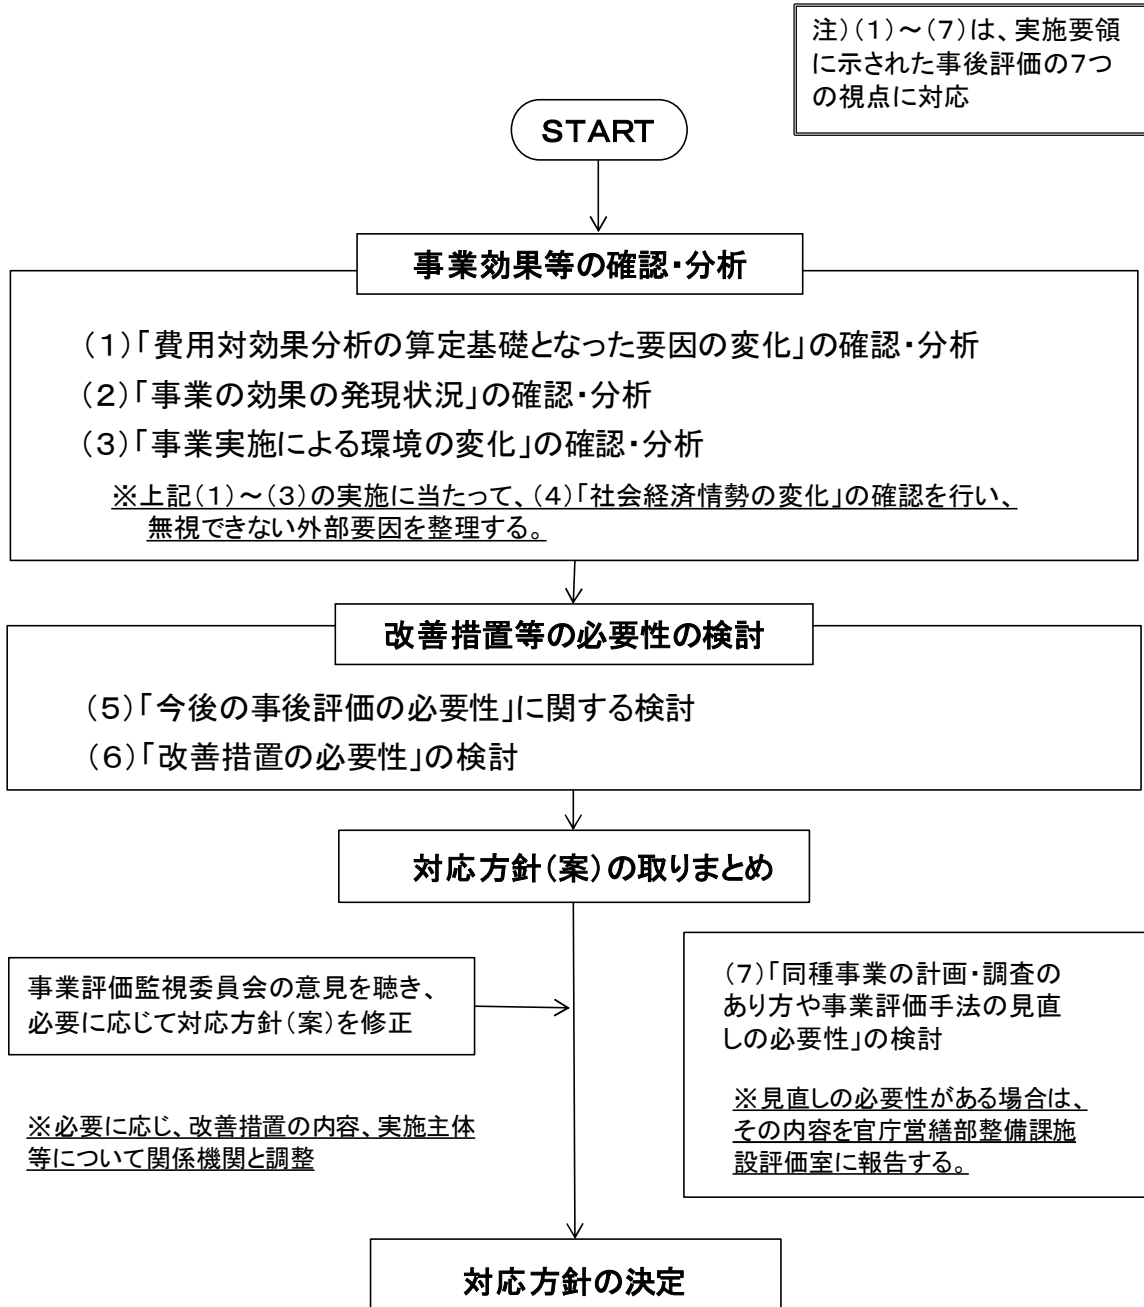 注)(1)～(7)は、実施要領
に示された事後評価の7つ
の視点に対応
START
事業効果等の確認・分析
(1)「費用対効果分析の算定基礎となった要因の変化」の確認・分析
(2)「事業の効果の発現状況」の確認・分析
(3)「事業実施による環境の変化」の確認・分析
※上記(1)～(3)の実施に当たって、(4)「社会経済情勢の変化」の確認を行い、
無視できない外部要因を整理する。
改善措置等の必要性の検討
(5)「今後の事後評価の必要性」に関する検討
(6)「改善措置の必要性」の検討
対応方針(案)の取りまとめ
事業評価監視委員会の意見を聴き、
必要に応じて対応方針(案)を修正
※必要に応じ、改善措置の内容、実施主体
等について関係機関と調整
(7)「同種事業の計画・調査の
あり方や事業評価手法の見直
しの必要性」の検討
※見直しの必要性がある場合は、
その内容を官庁営繕部整備課施
設評価室に報告する。
対応方針の決定